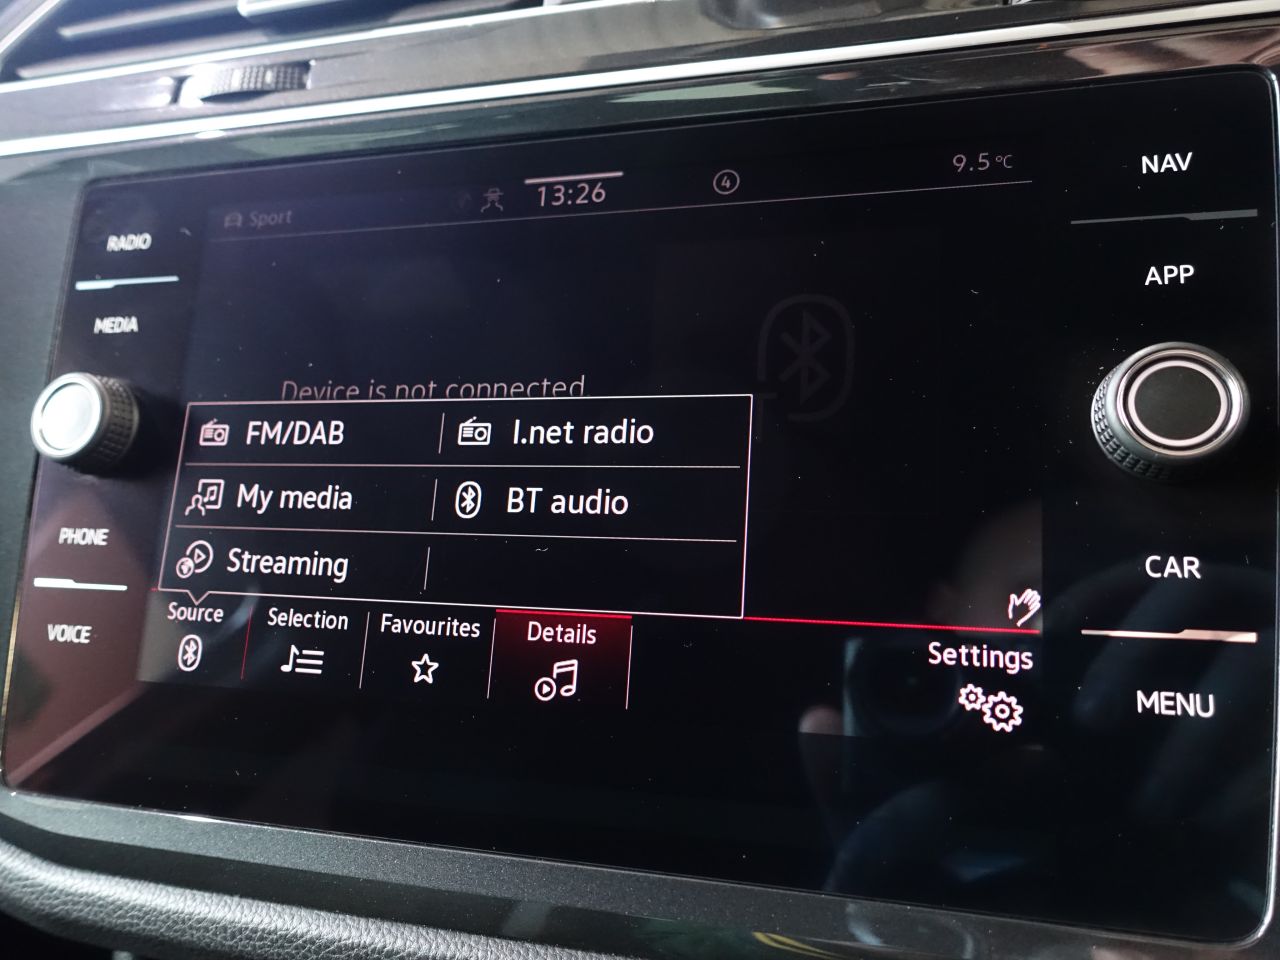 Sport
13:26
4
9.5°C
RADIO
MEDIA
PHONE
VOICE
Device is not connected.
FM/DAB
I.net radio
My media
BT audio
Streaming
Source
Selection
Favourites
Details
Settings
NAV
APP
CAR
MENU